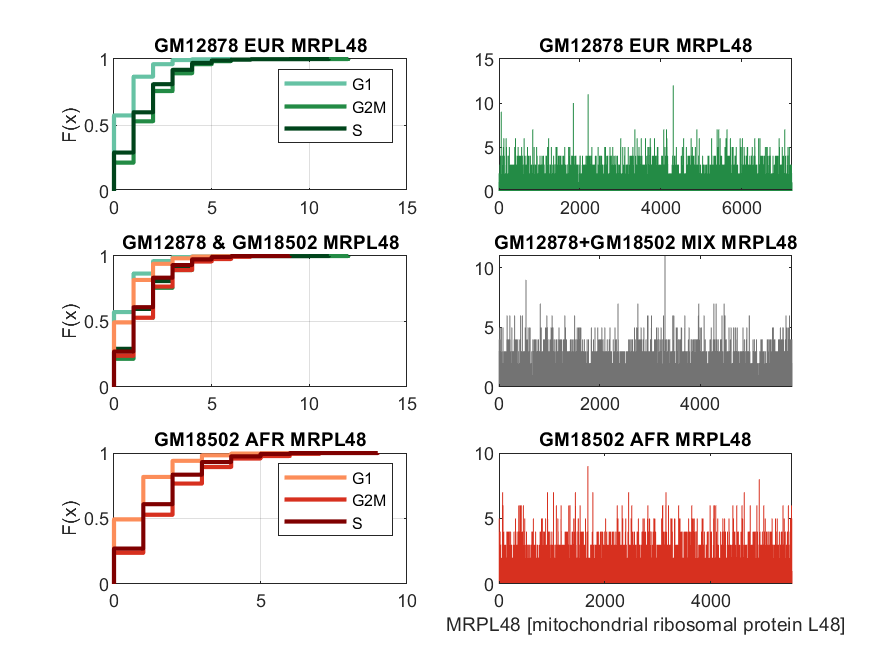 GM12878 EUR MRPL48
F(x)
1
0.5
0
0
5
10
15
G1
G2M
S
GM12878 EUR MRPL48
15
10
5
0
0
2000
4000
6000
GM12878 & GM18502 MRPL48
F(x)
1
0.5
0
0
5
10
15
GM12878+GM18502 MIX MRPL48
10
5
0
0
2000
4000
GM18502 AFR MRPL48
F(x)
1
0.5
0
0
5
10
G1
G2M
S
GM18502 AFR MRPL48
10
5
0
0
2000
4000
MRPL48 [mitochondrial ribosomal protein L48]